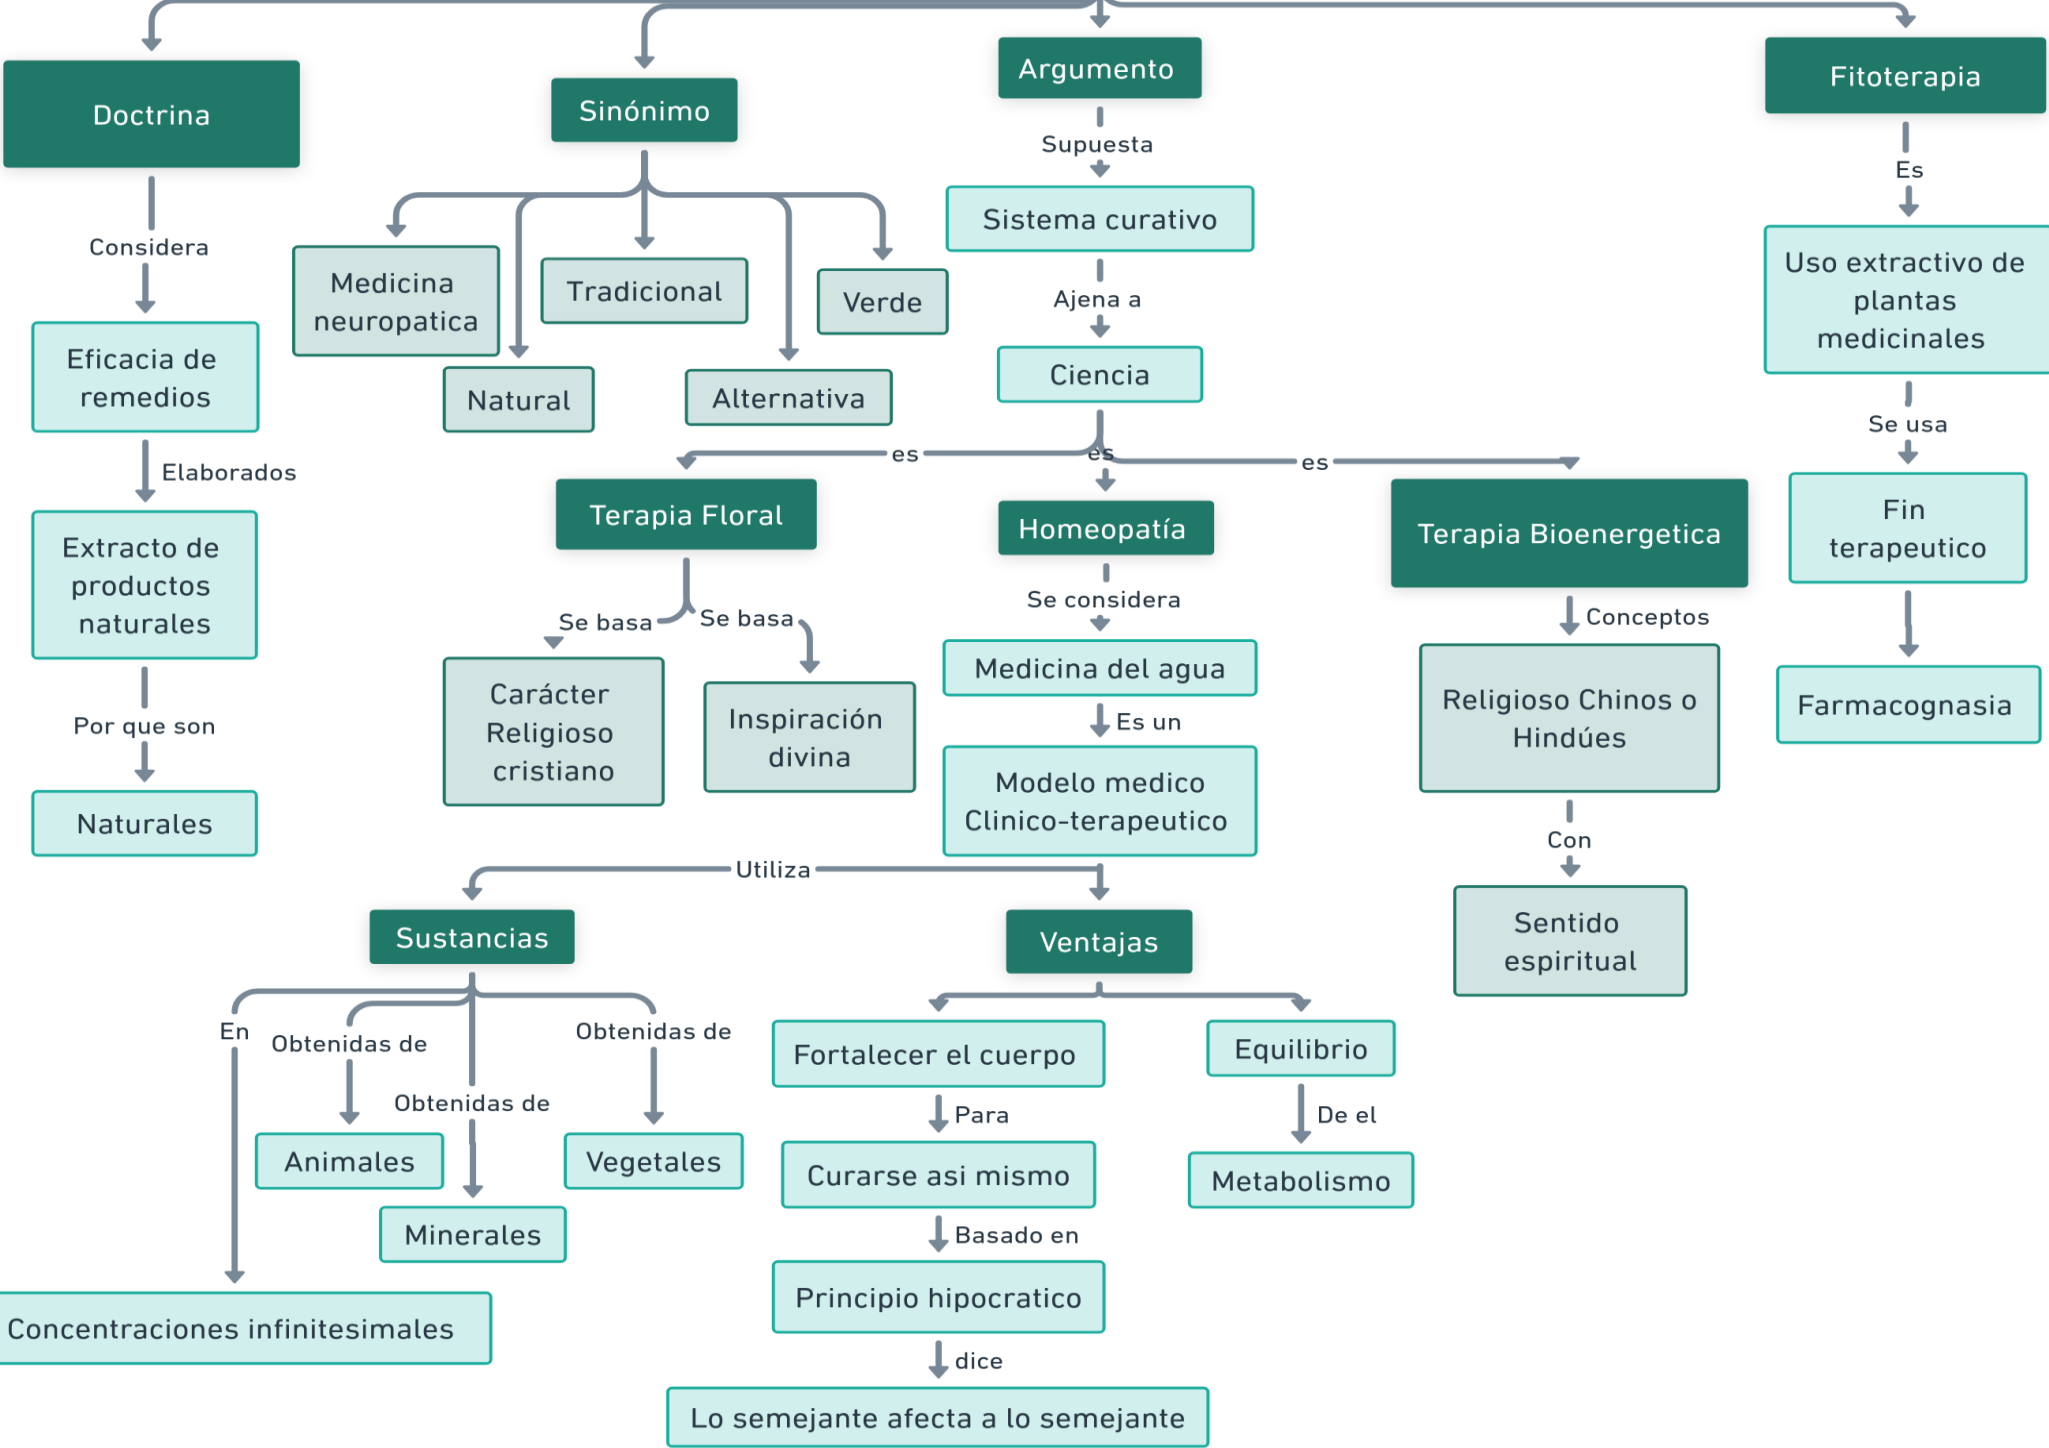 Doctrina
Considera
Eficacia de
remedios
Elaborados
Extracto de
productos
naturales
Por que son
Naturales
Sinónimo
Medicina
neuropatica
Natural
Tradicional
Alternativa
Verde
Argumento
Supuesta
Sistema curativo
Ajena a
Ciencia
es
es
es
Terapia Floral
Se basa
Se basa
Carácter
Religioso
cristiano
Inspiración
divina
Homeopatía
Se considera
Medicina del agua
Es un
Modelo medico
Clinico-terapeutico
Utiliza
Sustancias
En
Obtenidas de
Obtenidas de
Obtenidas de
Animales
Minerales
Vegetales
Concentraciones infinitesimales
Ventajas
Fortalecer el cuerpo
Para
Curarse asi mismo
Basado en
Principio hipocratico
dice
Lo semejante afecta a lo semejante
Equilibrio
De el
Metabolismo
Terapia Bioenergetica
Conceptos
Religioso Chinos o
Hindúes
Con
Sentido
espiritual
Fitoterapia
Es
Uso extractivo de
plantas
medicinales
Se usa
Fin
terapeutico
Farmacognasia